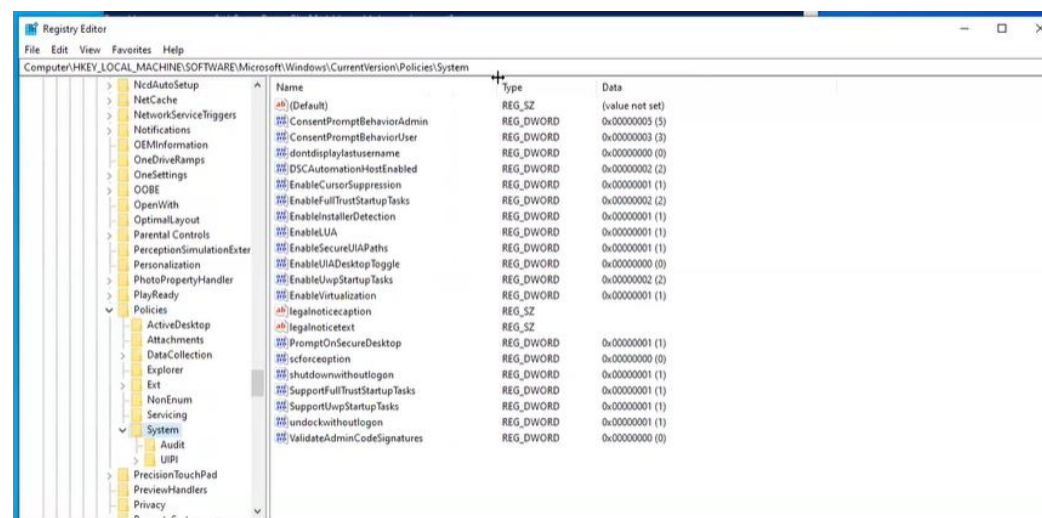 Registry Editor
File Edit View Favorites Help
Computer\HKEY_LOCAL_MACHINE\SOFTWARE\Microsoft\Windows\CurrentVersion\Policies\System
NcdAutoSetup
NetCache
NetworkServiceTriggers
Notifications
OEMInformation
OneDriveRamps
OneSettings
OOBE
OpenWith
OptimalLayout
Parental Controls
PerceptionSimulationExter
Personalization
PhotoPropertyHandler
PlayReady
Policies
ActiveDesktop
Attachments
DataCollection
Explorer
Ext
NonEnum
Servicing
System
Audit
UIPI
PrecisionTouchPad
PreviewHandlers
Privacy
Name Type Data
(Default) REG_SZ (value not set)
ConsentPromptBehaviorAdmin REG_DWORD 0x00000005 (5)
ConsentPromptBehaviorUser REG_DWORD 0x00000003 (3)
dontdisplaylastusername REG_DWORD 0x00000000 (0)
DSCAutomationHostEnabled REG_DWORD 0x00000002 (2)
EnableCursorSuppression REG_DWORD 0x00000001 (1)
EnableFullTrustStartupTasks REG_DWORD 0x00000002 (2)
EnableInstallerDetection REG_DWORD 0x00000001 (1)
EnableLUA REG_DWORD 0x00000001 (1)
EnableSecureUIAPaths REG_DWORD 0x00000001 (1)
EnableUIADesktopToggle REG_DWORD 0x00000000 (0)
EnableUwpStartupTasks REG_DWORD 0x00000002 (2)
EnableVirtualization REG_DWORD 0x00000001 (1)
legalnoticecaption REG_SZ
legalnoticetext REG_SZ
PromptOnSecureDesktop REG_DWORD 0x00000001 (1)
scforceoption REG_DWORD 0x00000000 (0)
shutdownwithoutlogon REG_DWORD 0x00000001 (1)
SupportFullTrustStartupTasks REG_DWORD 0x00000001 (1)
SupportUwpStartupTasks REG_DWORD 0x00000001 (1)
undockwithoutlogon REG_DWORD 0x00000001 (1)
ValidateAdminCodeSignatures REG_DWORD 0x00000000 (0)